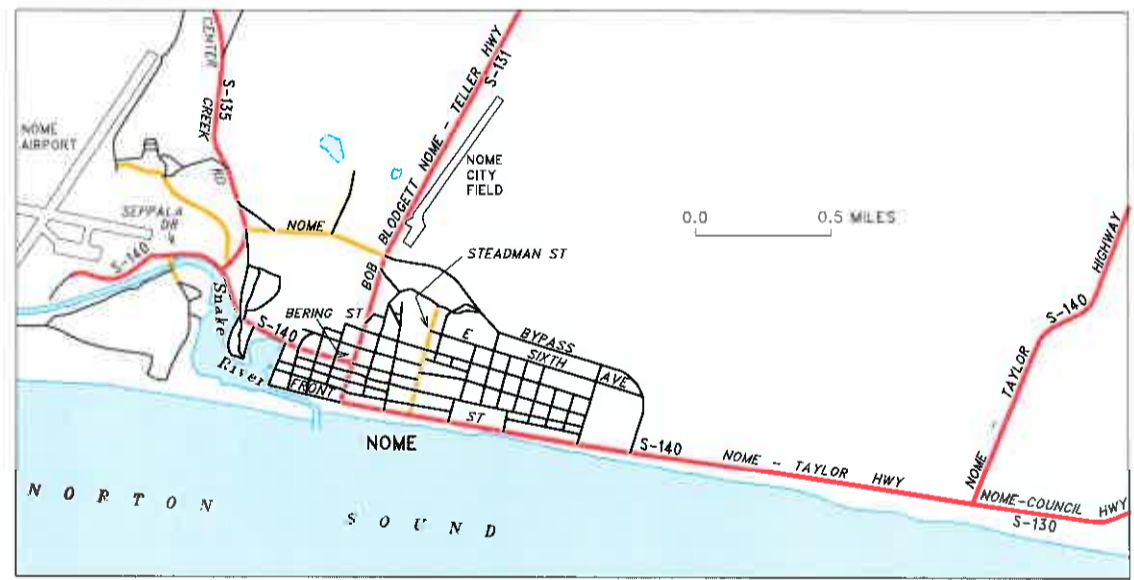 CENTER
CREEK
RD
S-135
BOB BLODGETT NOME - TELLER HWY
S-131
NOME
AIRPORT
NOME
CITY
FIELD
0.0 0.5 MILES
SEPPALA
DR
NOME
S-140
STEADMAN ST
Snake
River
BERING ST
S-140
E
SIXTH
AVE
BYPASS
FRONT
ST
NOME
S-140
NOME - TAYLOR HWY
NOME - TAYLOR HIGHWAY
S-140
NOME-COUNCIL HWY
S-130
NORTON
SOUND